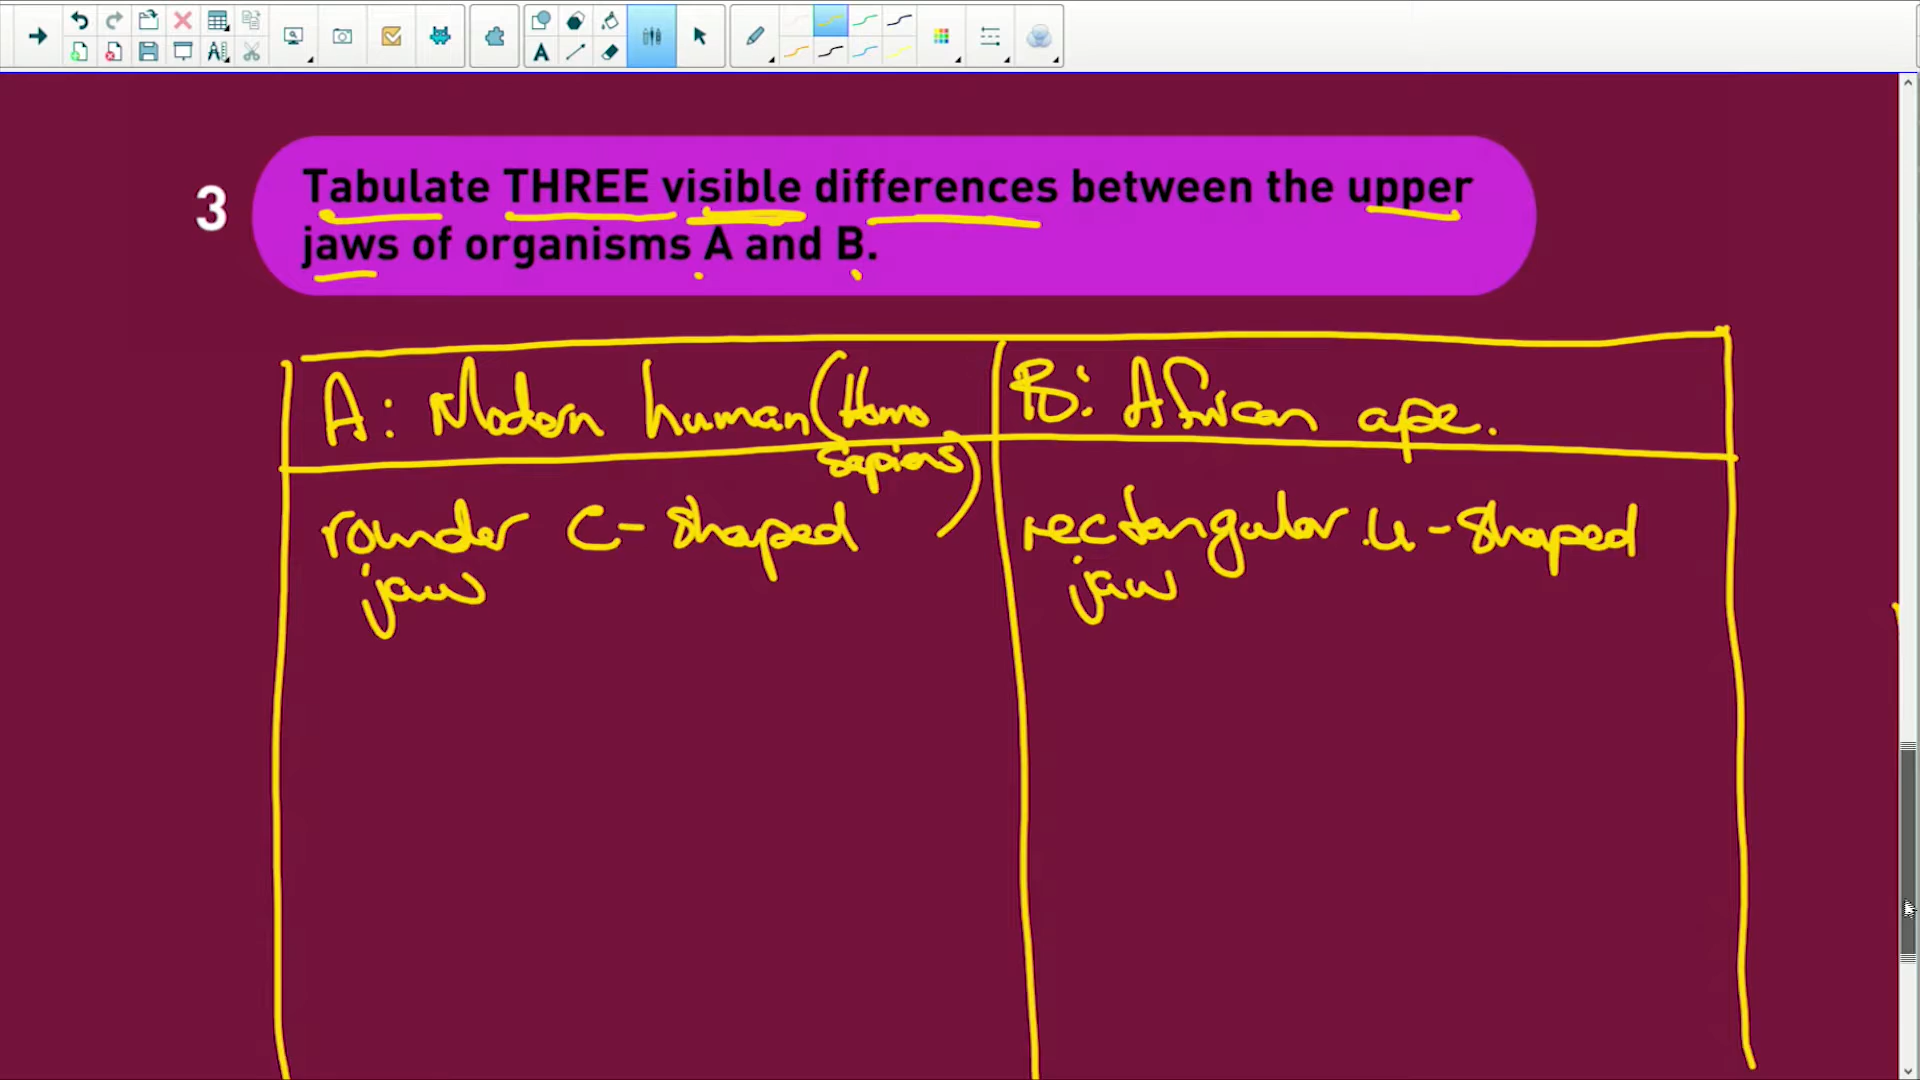 3
Tabulate THREE visible differences between the upper
jaws of organisms A and B.
A: Modern human (Homo
sapiens)
B: African ape.
rounder C-shaped
jaw
rectangular U-shaped
jaw